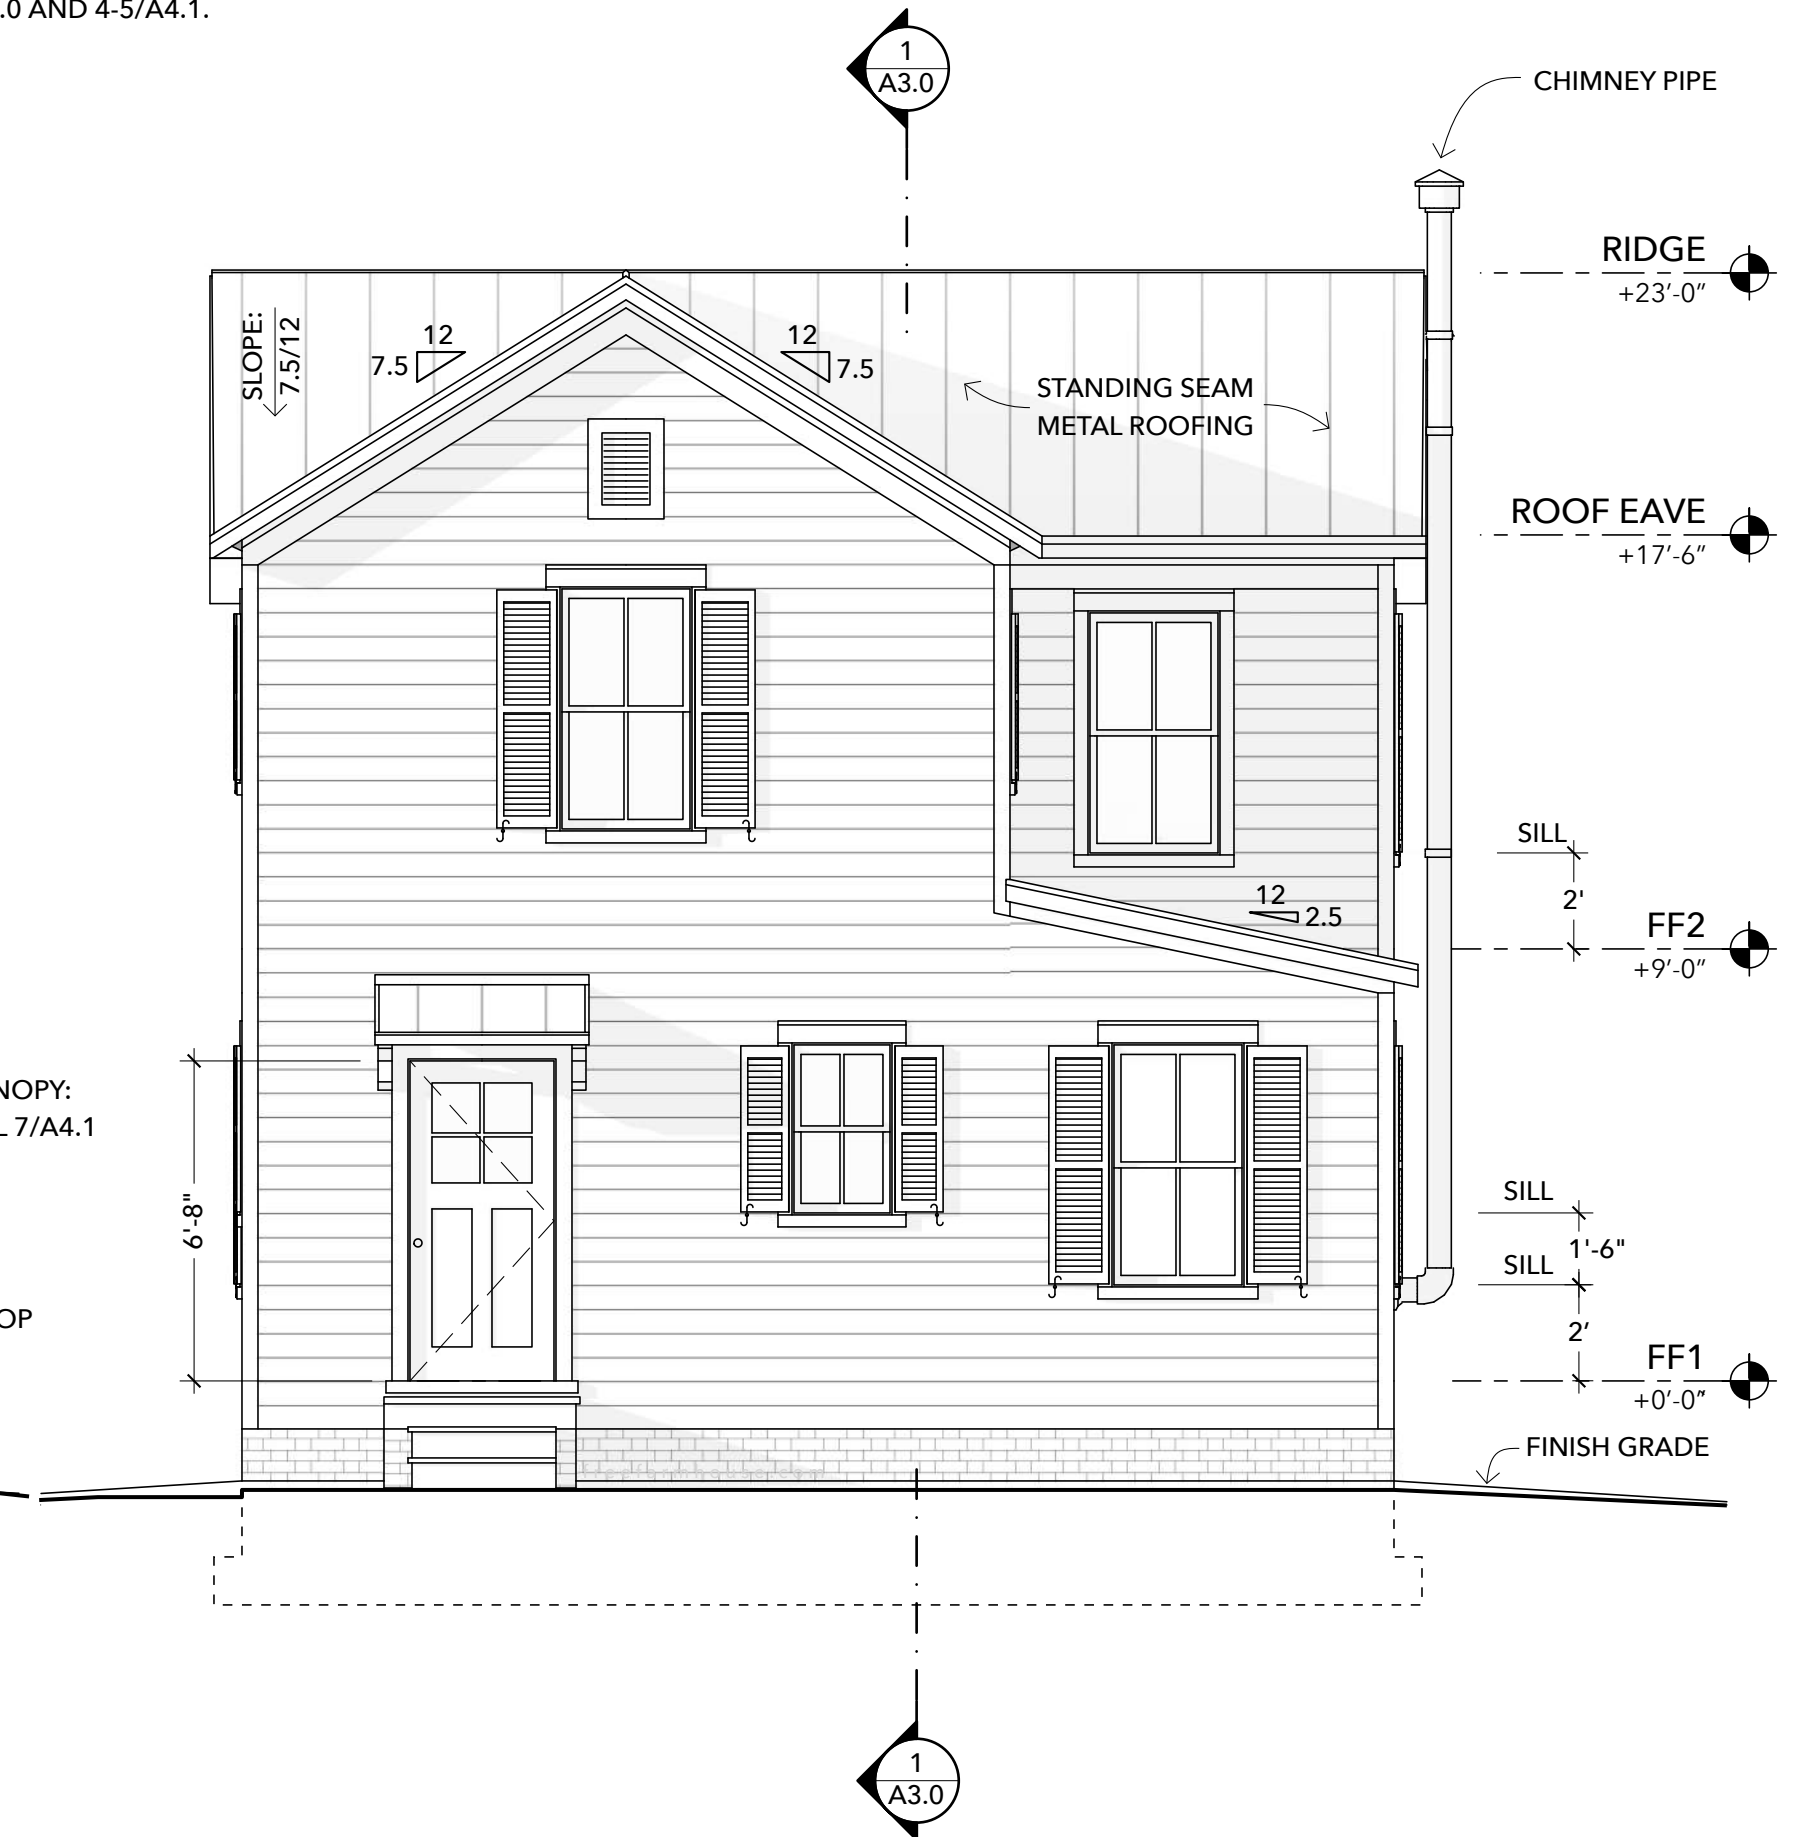 .0 AND 4-5/A4.1.
1
A3.0
CHIMNEY PIPE
RIDGE
+23'-0"
SLOPE:
7.5/12
12
7.5
12
7.5
STANDING SEAM
METAL ROOFING
ROOF EAVE
+17'-6"
SILL
2'
12
2.5
FF2
+9'-0"
NOPY:
L 7/A4.1
6'-8"
SILL
1'-6"
SILL
OP
2'
FF1
+0'-0"
FINISH GRADE
1
A3.0